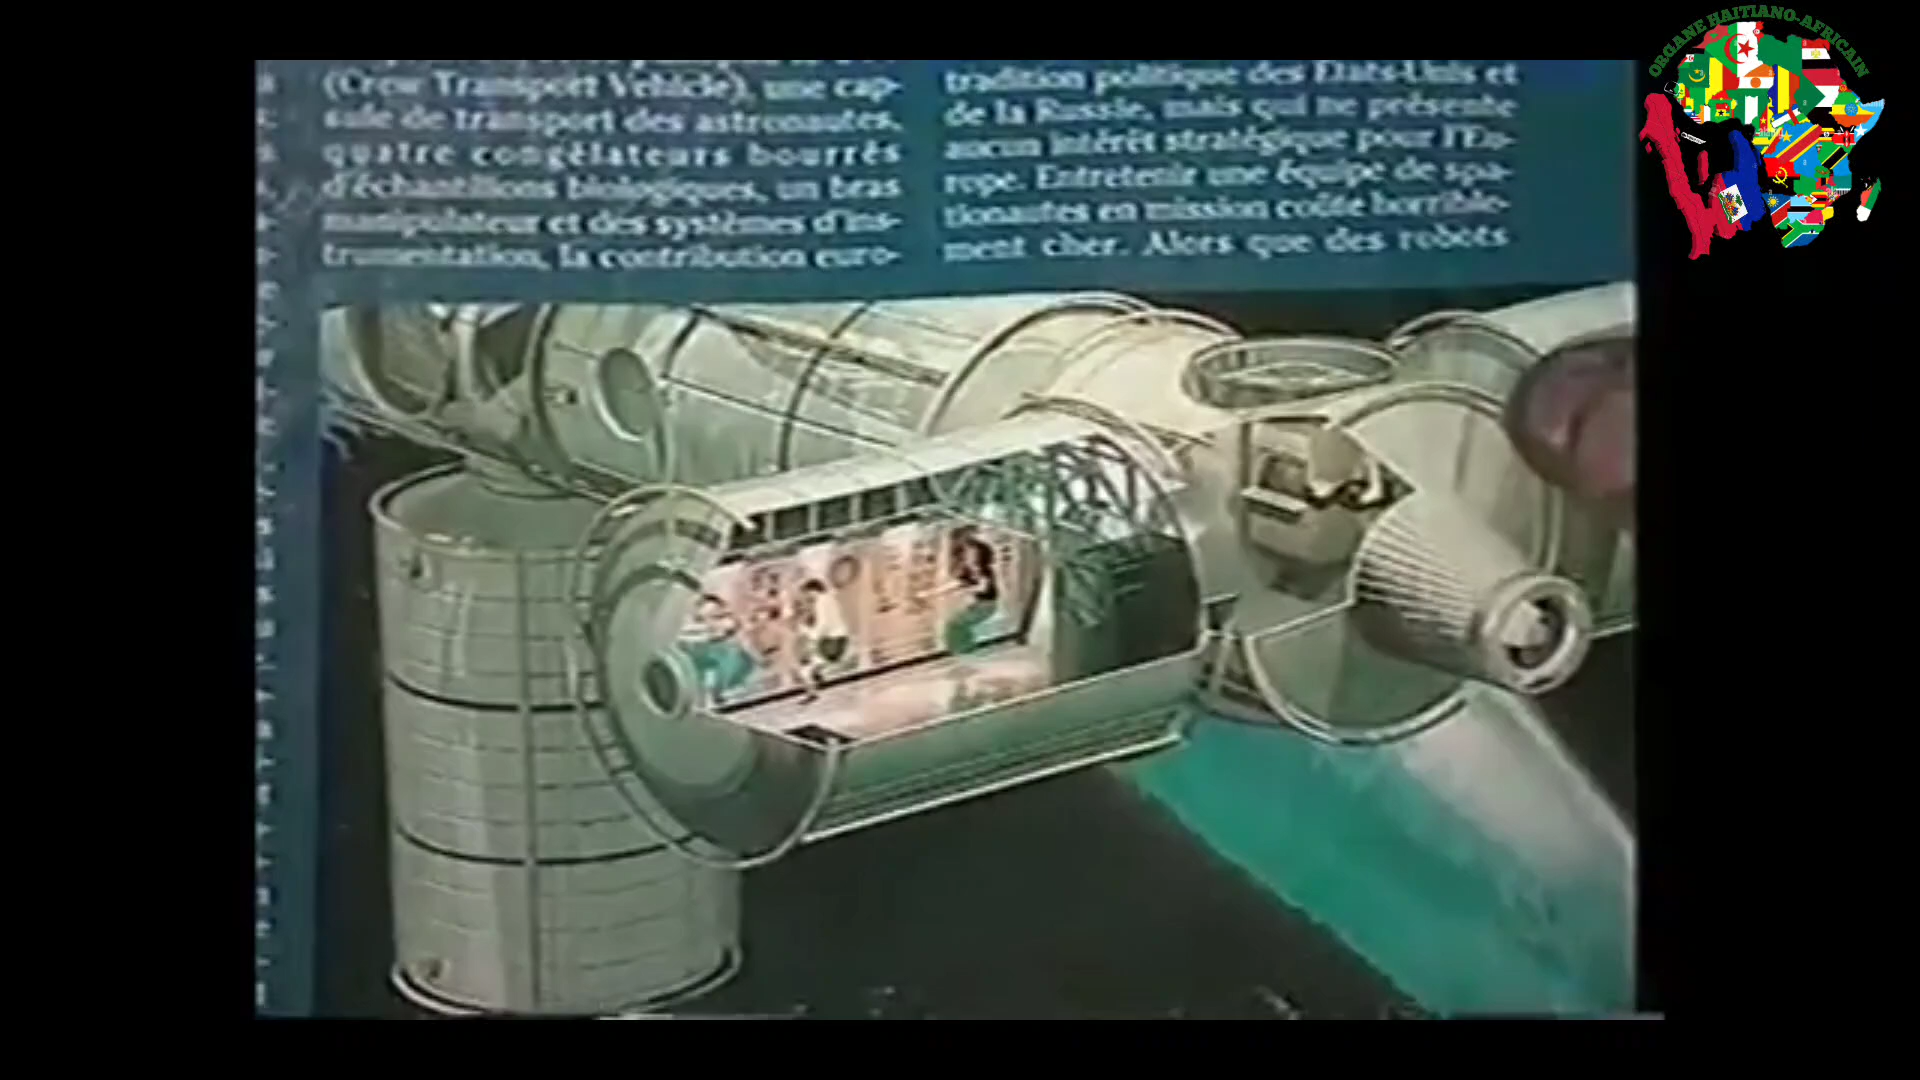 ORGANE HAITIANO-AFRICAIN
(Crew Transport Vehicle), une cap-
sule de transport des astronautes,
quatre congélateurs bourrés
d'échantillons biologiques, un bras
manipulateur et des systèmes d'ins-
trumentation, la contribution euro-
tradition politique des Etats-Unis et
de la Russie, mais qui ne présente
aucun intérêt stratégique pour l'Eu-
rope. Entretenir une équipe de spa-
tionautes en mission coûte horrible-
ment cher. Alors que des robots